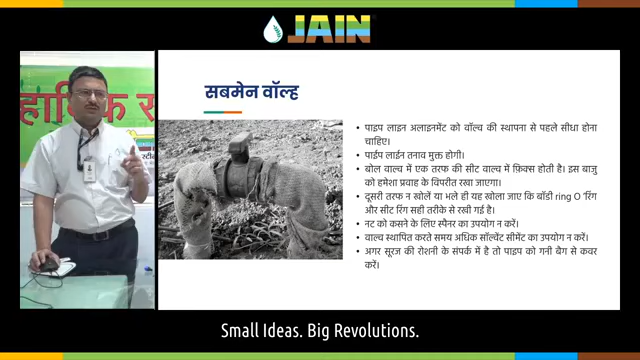 JAIN
हार्दिक स्व
सबमेन वॉल्व्ह
• पाइप लाइन अलाइनमेंट को वॉल्व की स्थापना से पहले सीधा होना
चाहिए।
• पाईप लाईन तनाव मुक्त होगी।
• बोल वाल्व में एक तरफ की सीट वाल्व में फ़िक्स होती है। इस बाजु
को हमेशा प्रवाह के विपरीत रखा जाएगा।
• दूसरी तरफ न खोलें या भले ही यह खोला जाए कि बॉडी ring O 'रिंग
और सीट रिंग सही तरीके से रखी गई है।
• नट को कसने के लिए स्पैनर का उपयोग न करें।
• वाल्व स्थापित करते समय अधिक सॉल्वेंट सीमेंट का उपयोग न करें।
• अगर सूरज की रोशनी के संपर्क में है तो पाइप को गनी बैग से कवर
करें।
Small Ideas. Big Revolutions.